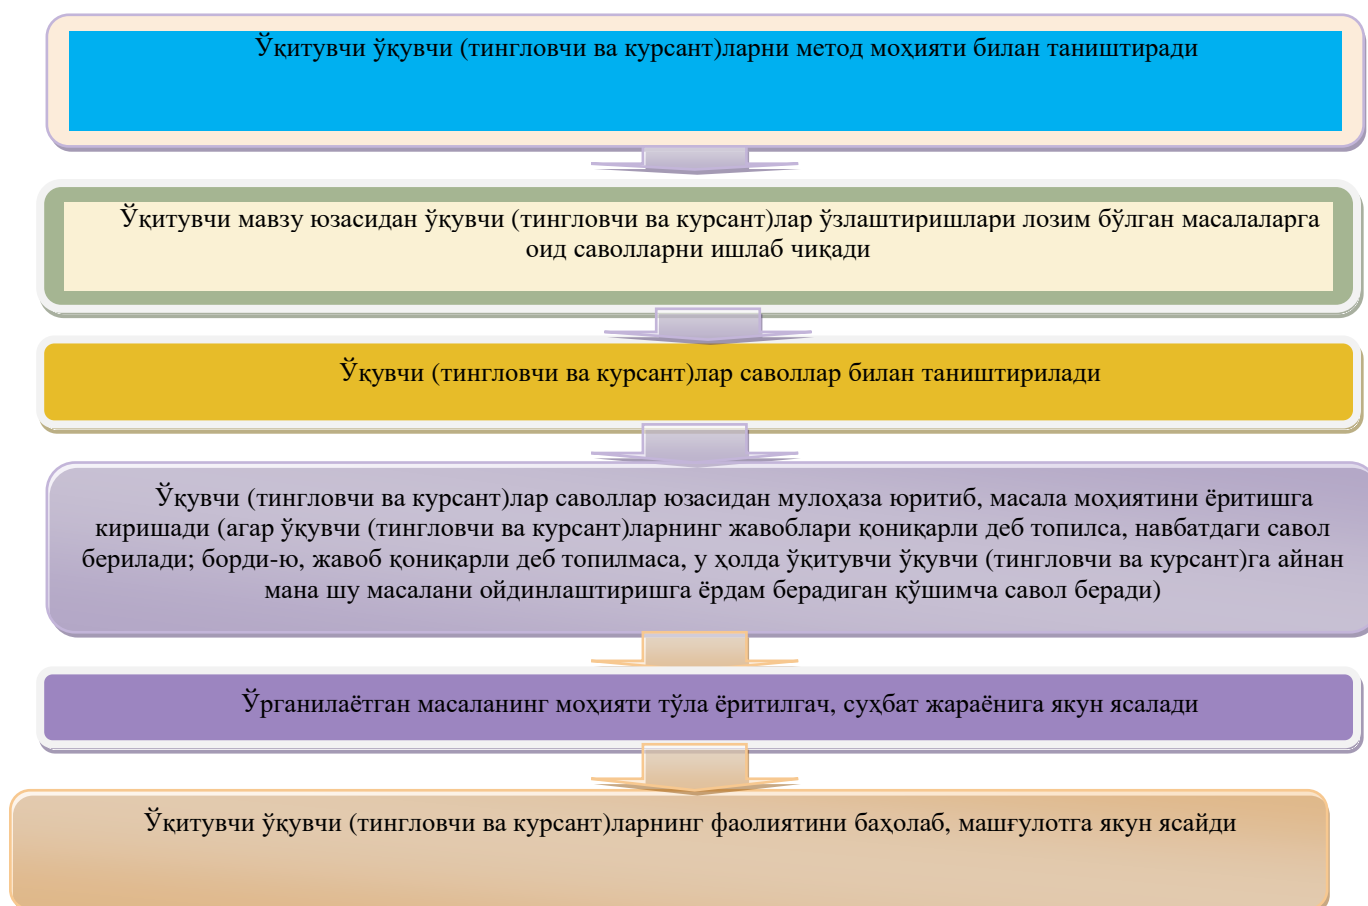 Ўқитувчи ўқувчи (тингловчи ва курсант)ларни метод моҳияти билан таништиради
Ўқитувчи мавзу юзасидан ўқувчи (тингловчи ва курсант)лар ўзлаштиришлари лозим бўлган масалаларга
оид саволларни ишлаб чиқади
Ўқувчи (тингловчи ва курсант)лар саволлар билан таништирилади
Ўқувчи (тингловчи ва курсант)лар саволлар юзасидан мулоҳаза юритиб, масала моҳиятини ёритишга
киришади (агар ўқувчи (тингловчи ва курсант)ларнинг жавоблари қониқарли деб топилса, навбатдаги савол
берилади; борди-ю, жавоб қониқарли деб топилмаса, у ҳолда ўқитувчи ўқувчи (тингловчи ва курсант)га айнан
мана шу масалани ойдинлаштиришга ёрдам берадиган қўшимча савол беради)
Ўрганилаётган масаланинг моҳияти тўла ёритилгач, суҳбат жараёнига якун ясалади
Ўқитувчи ўқувчи (тингловчи ва курсант)ларнинг фаолиятини баҳолаб, машғулотга якун ясайди